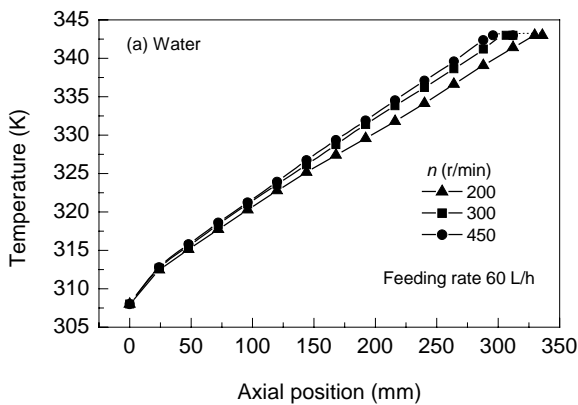 345
(a) Water
340
335
330
325
320
315
310
305
Temperature (K)
n (r/min)
200
300
450
Feeding rate 60 L/h
0 50 100 150 200 250 300 350
Axial position (mm)